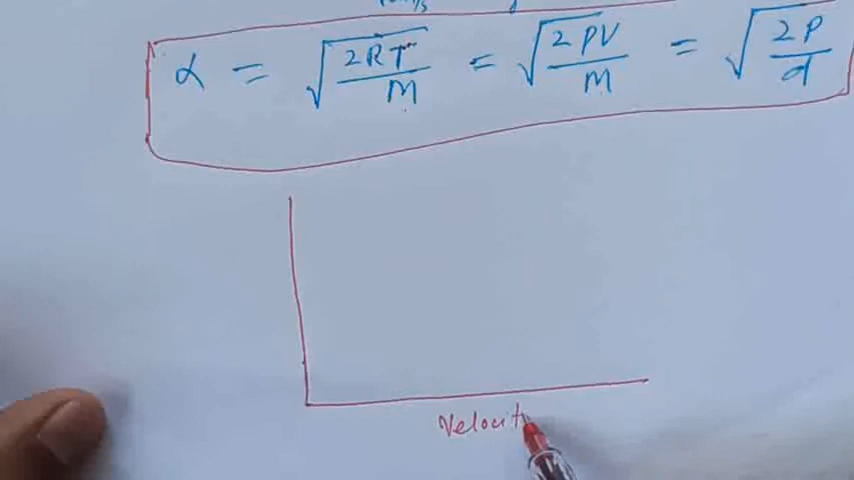 α = √(2RT/M) = √(2PV/M) = √(2P/d)
Velocit